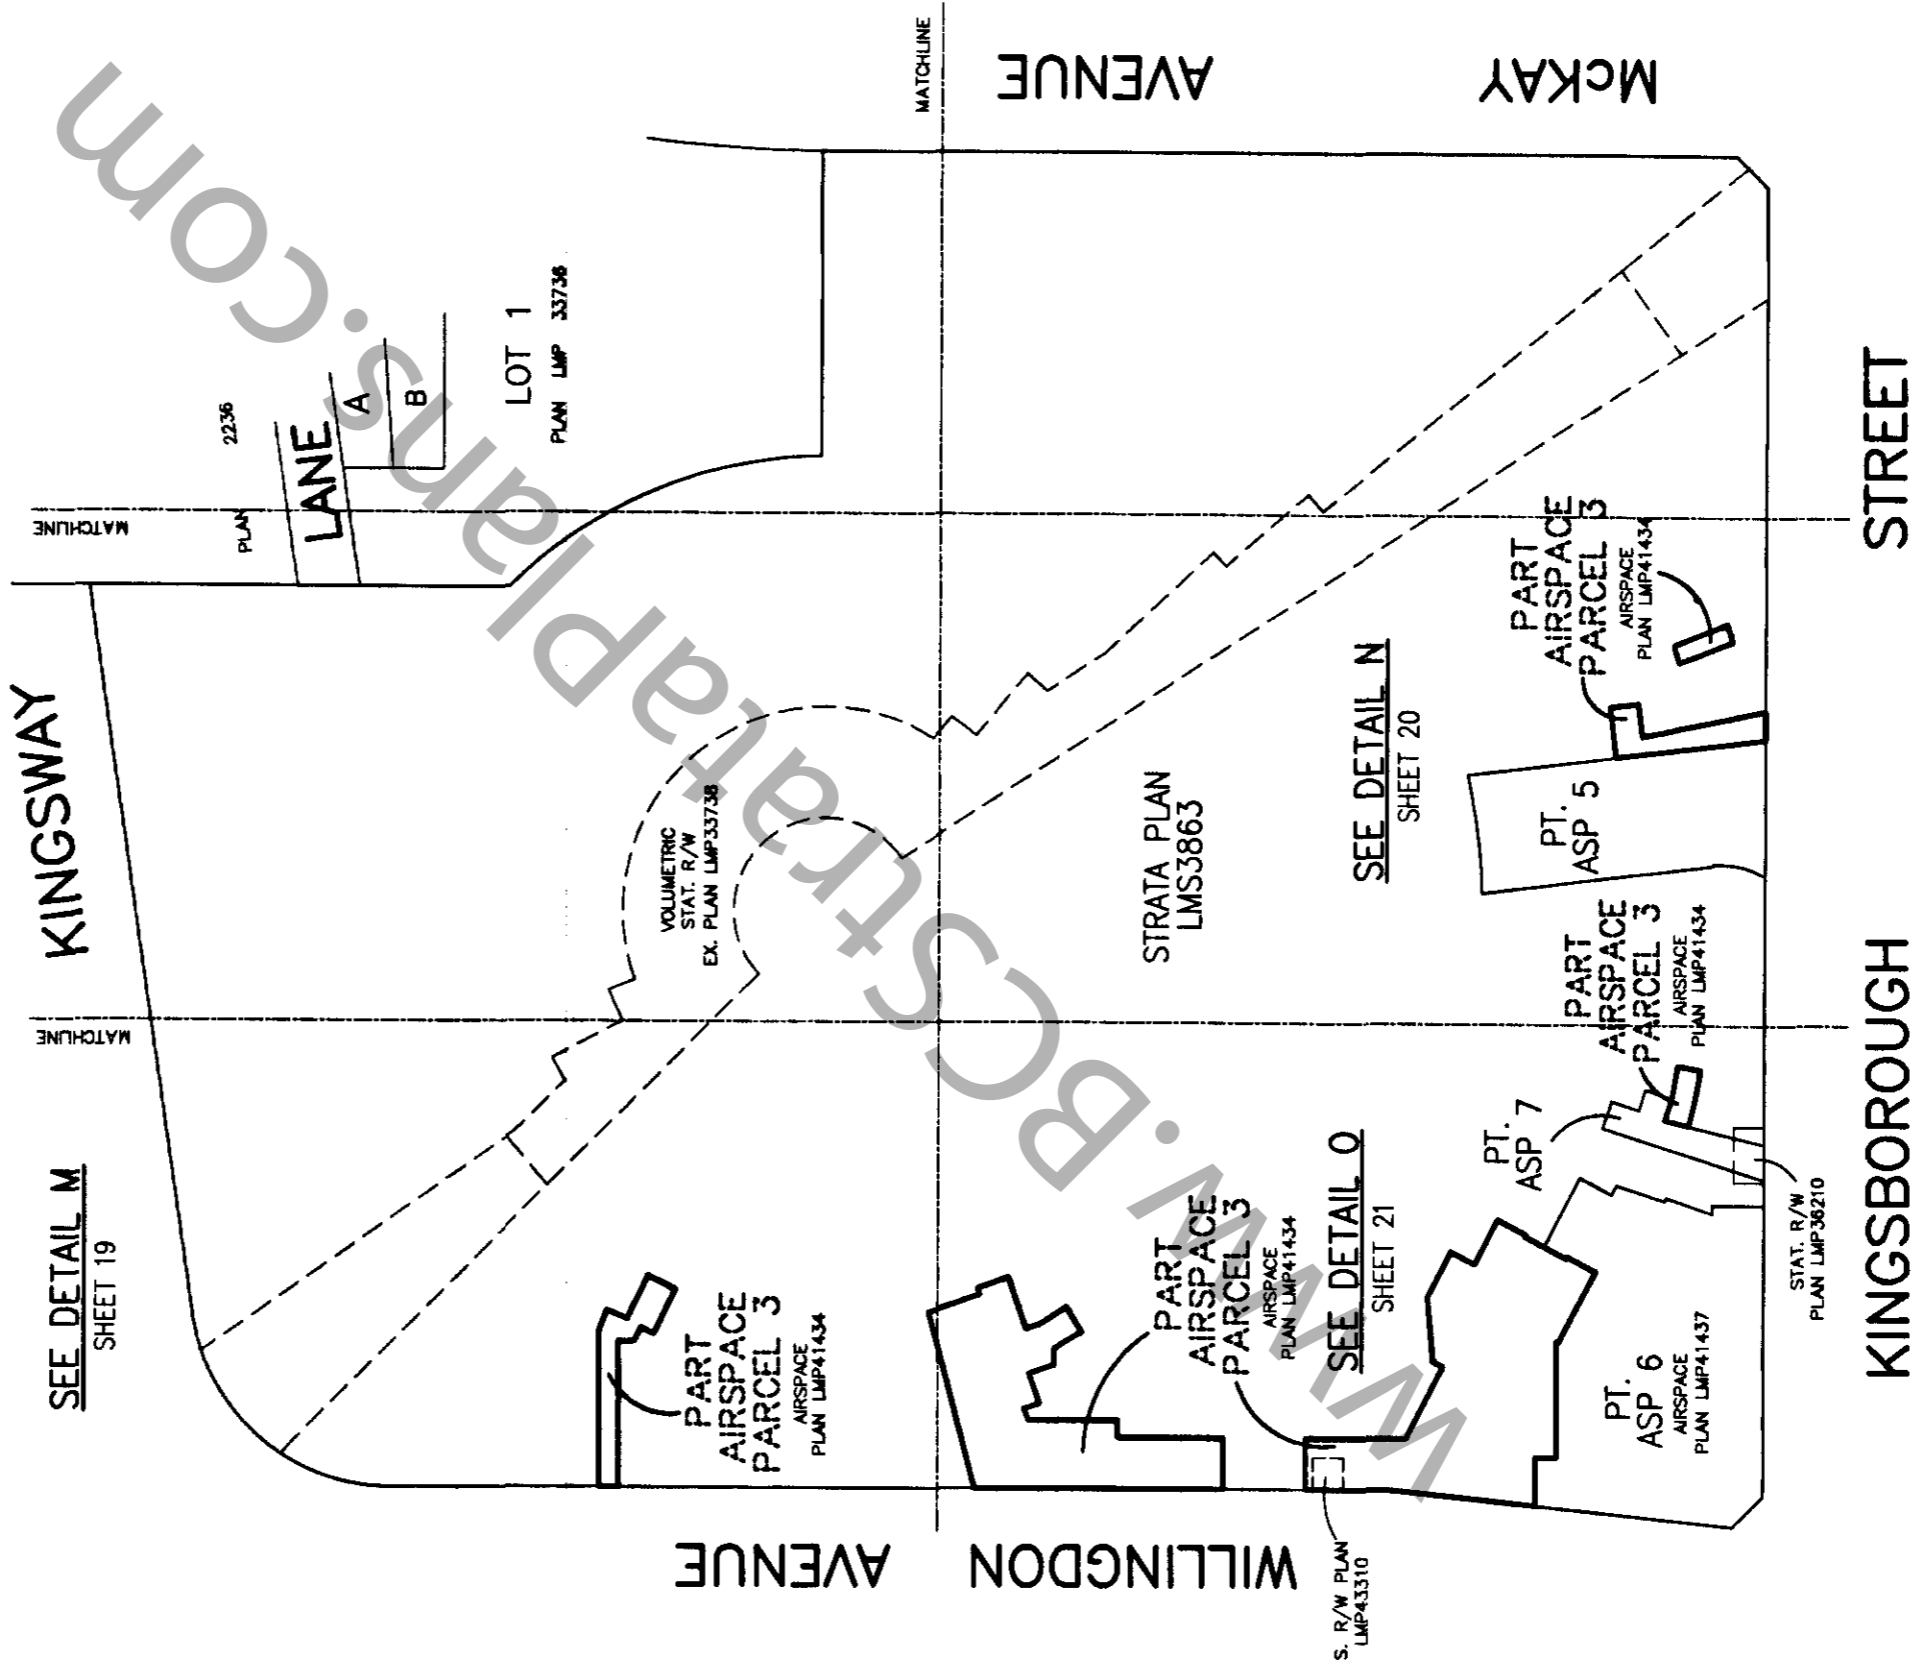 KINGSWAY
MATCHLINE
MATCHLINE
MATCHLINE
SEE DETAIL M
SHEET 19
PLAN 2236
LANE
A
B
LOT 1
PLAN LMP 33736
McKAY
AVENUE
VOLUMETRIC
STAT. R/W
EX. PLAN LMP33738
STRATA PLAN
LMS3863
SEE DETAIL N
SHEET 20
PART
AIRSPACE
PARCEL 3
AIRSPACE
PLAN LMP41434
PT.
ASP 5
PART
AIRSPACE
PARCEL 3
AIRSPACE
PLAN LMP41434
PT.
ASP 7
STAT. R/W
PLAN LMP36210
PART
AIRSPACE
PARCEL 3
AIRSPACE
PLAN LMP41434
PART
AIRSPACE
PARCEL 3
AIRSPACE
PLAN LMP41434
SEE DETAIL O
SHEET 21
PT.
ASP 6
AIRSPACE
PLAN LMP41437
S. R/W PLAN
LMP43310
WILLINGDON
AVENUE
KINGSBOROUGH
STREET
www.BCStrataPlans.com